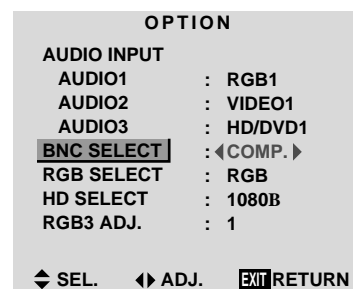 OPTION
AUDIO INPUT
AUDIO1 : RGB1
AUDIO2 : VIDEO1
AUDIO3 : HD/DVD1
BNC SELECT : ◀COMP.▶
RGB SELECT : RGB
HD SELECT : 1080B
RGB3 ADJ. : 1
SEL. ADJ. EXIT RETURN